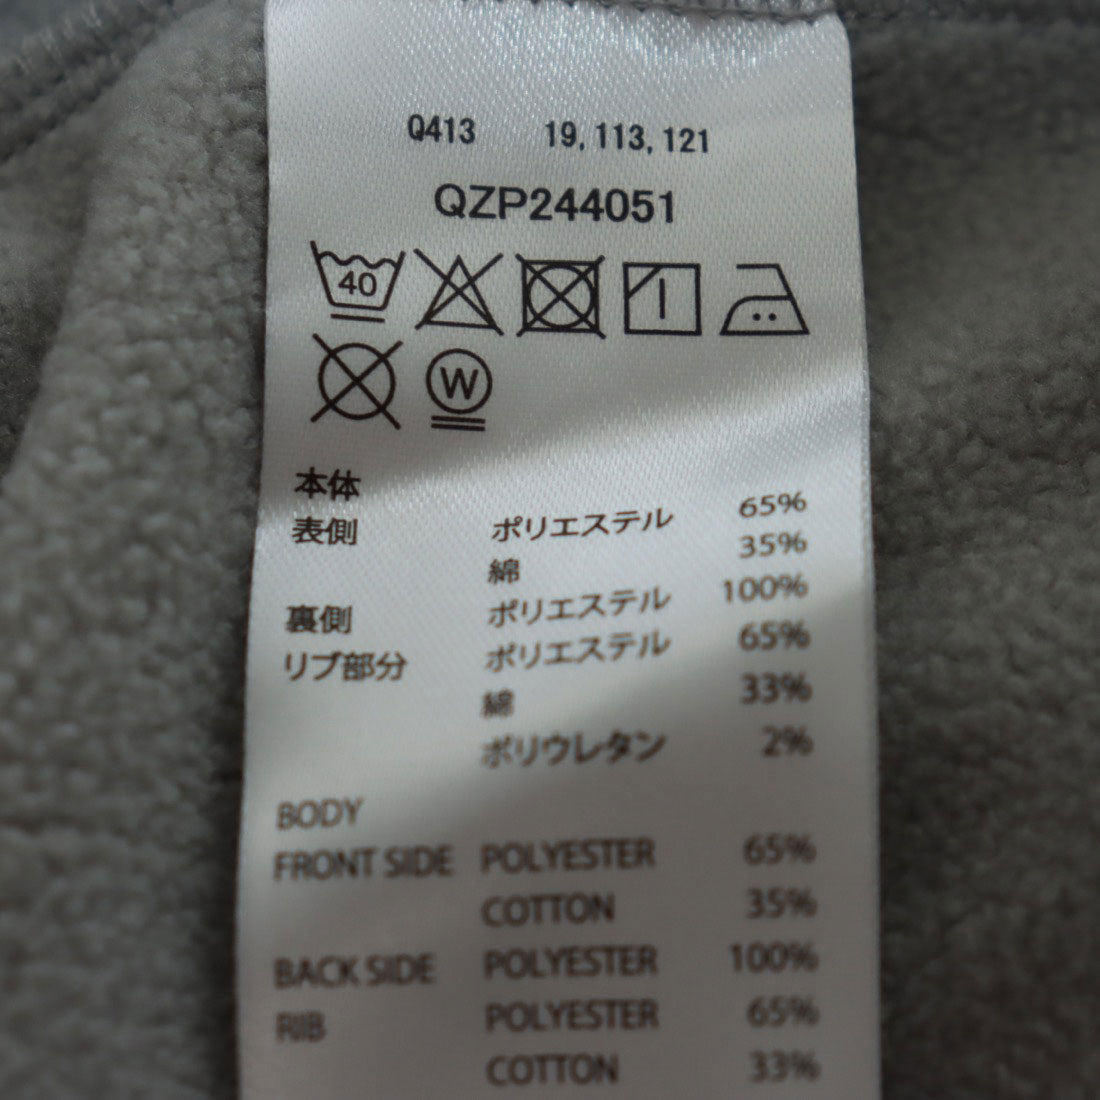 Q413 19, 113, 121
QZP244051
40
W
本体
表側 ポリエステル 65%
綿 35%
裏側 ポリエステル 100%
リブ部分 ポリエステル 65%
綿 33%
ポリウレタン 2%
BODY
FRONT SIDE POLYESTER 65%
COTTON 35%
BACK SIDE POLYESTER 100%
RIB POLYESTER 65%
COTTON 33%